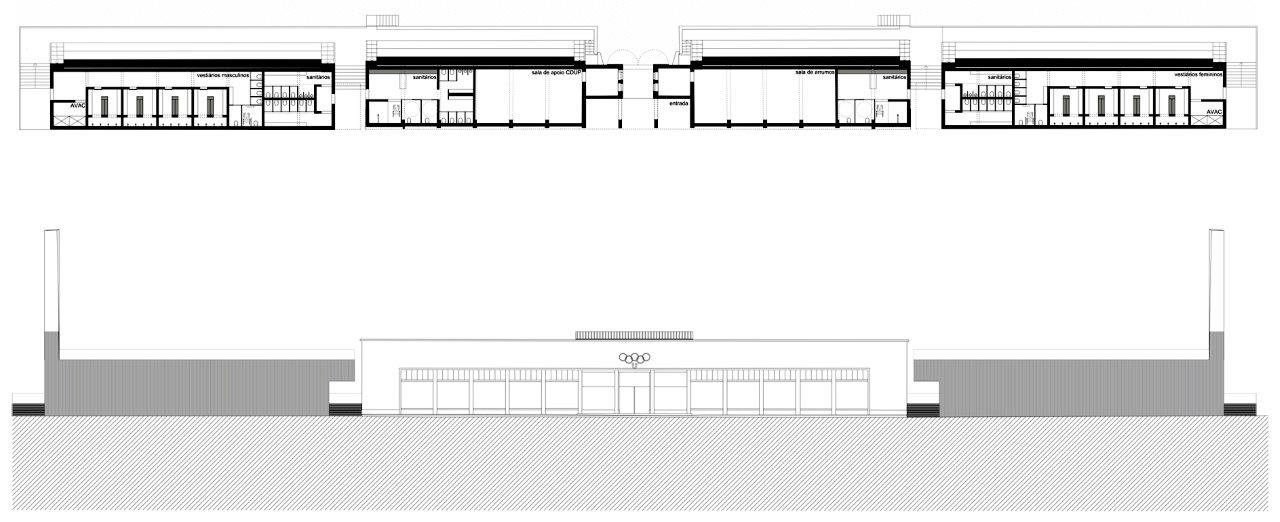 vestiários masculinos
sanitários
AVAC
sanitários
sala de apoio CDUP
entrada
sala de arrumos
sanitários
sanitários
vestiários femininos
AVAC